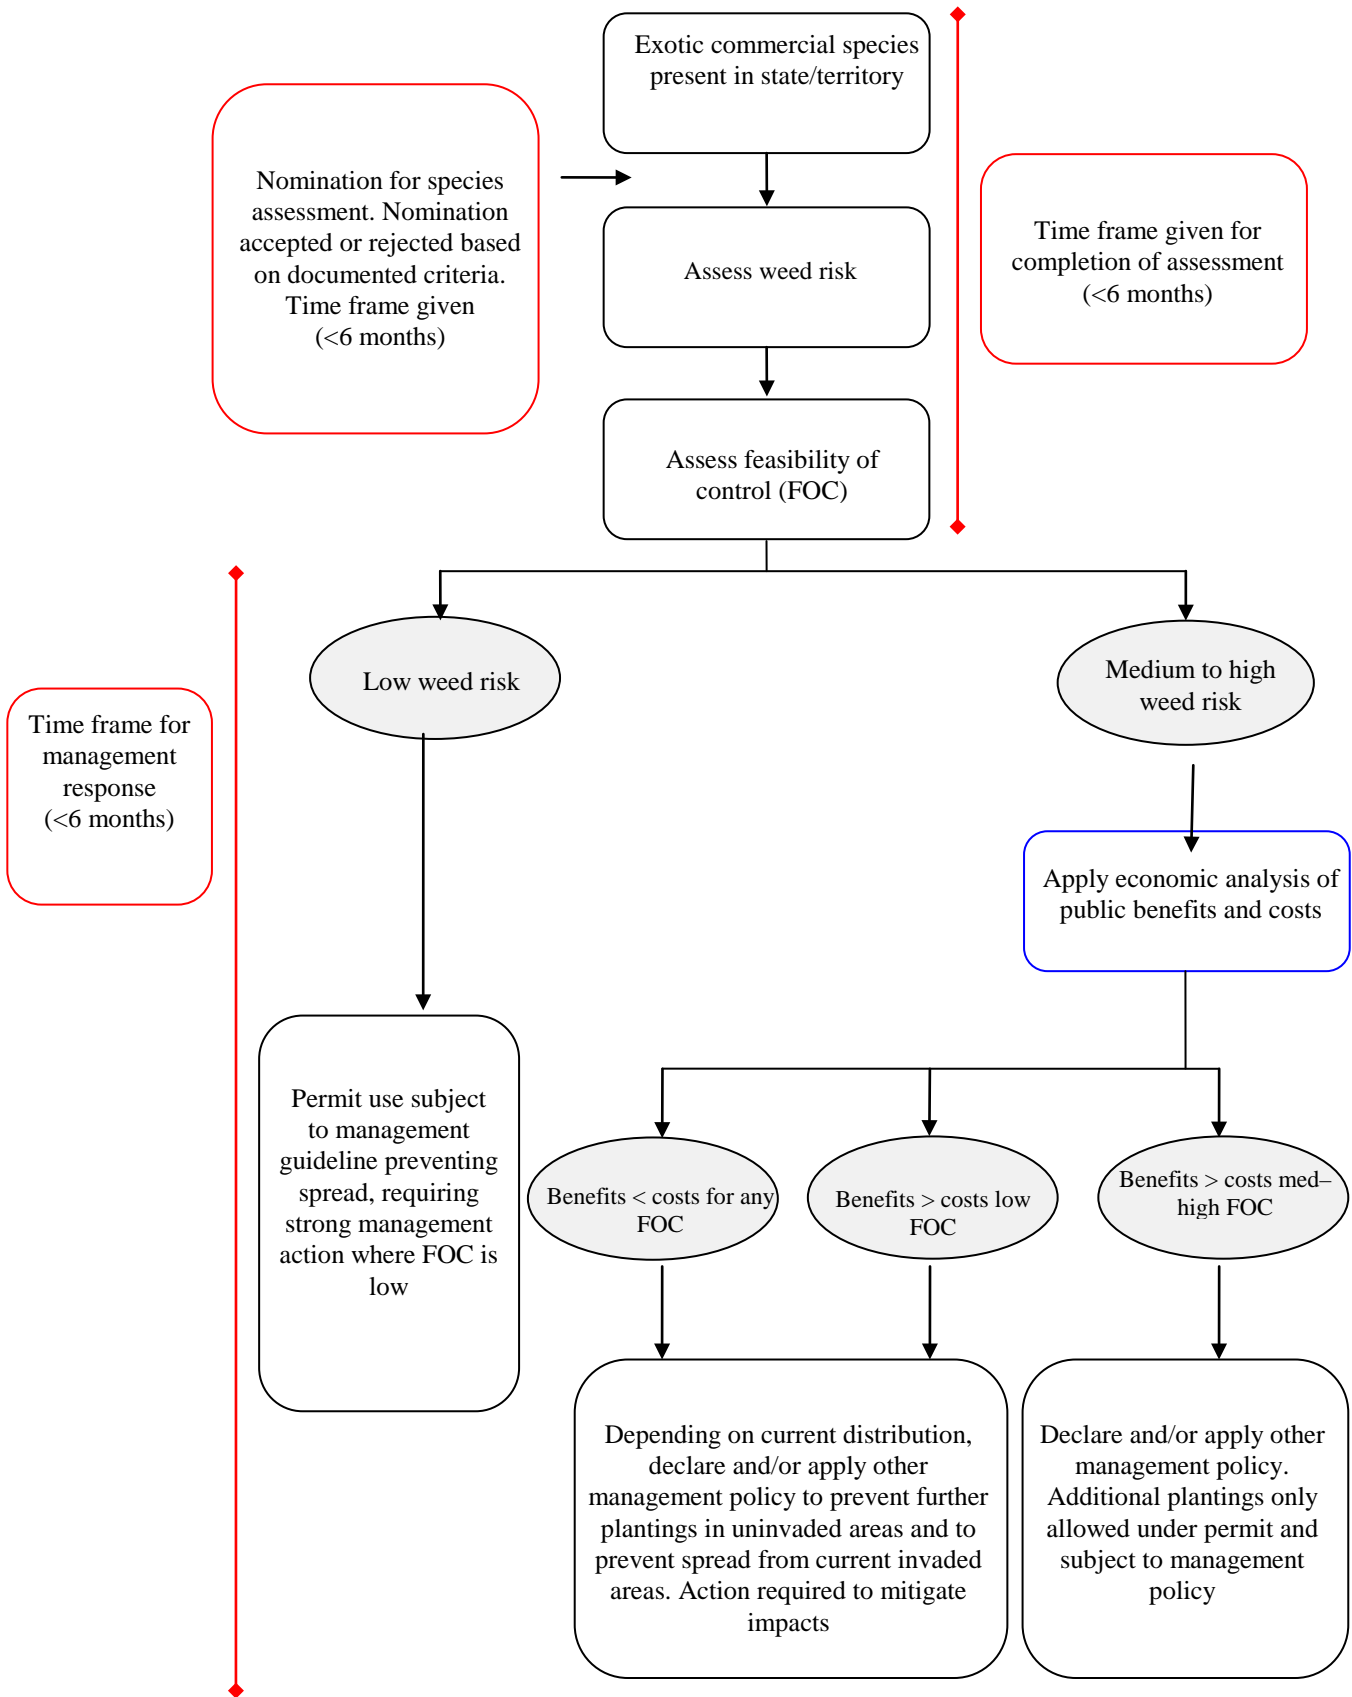 Exotic commercial species
present in state/territory
Nomination for species
assessment. Nomination
accepted or rejected based
on documented criteria.
Time frame given
(<6 months)
Assess weed risk
Time frame given for
completion of assessment
(<6 months)
Assess feasibility of
control (FOC)
Low weed risk
Medium to high
weed risk
Time frame for
management
response
(<6 months)
Apply economic analysis of
public benefits and costs
Permit use subject
to management
guideline preventing
spread, requiring
strong management
action where FOC is
low
Benefits < costs for any
FOC
Benefits > costs low
FOC
Benefits > costs med–
high FOC
Depending on current distribution,
declare and/or apply other
management policy to prevent further
plantings in uninvaded areas and to
prevent spread from current invaded
areas. Action required to mitigate
impacts
Declare and/or apply other
management policy.
Additional plantings only
allowed under permit and
subject to management
policy